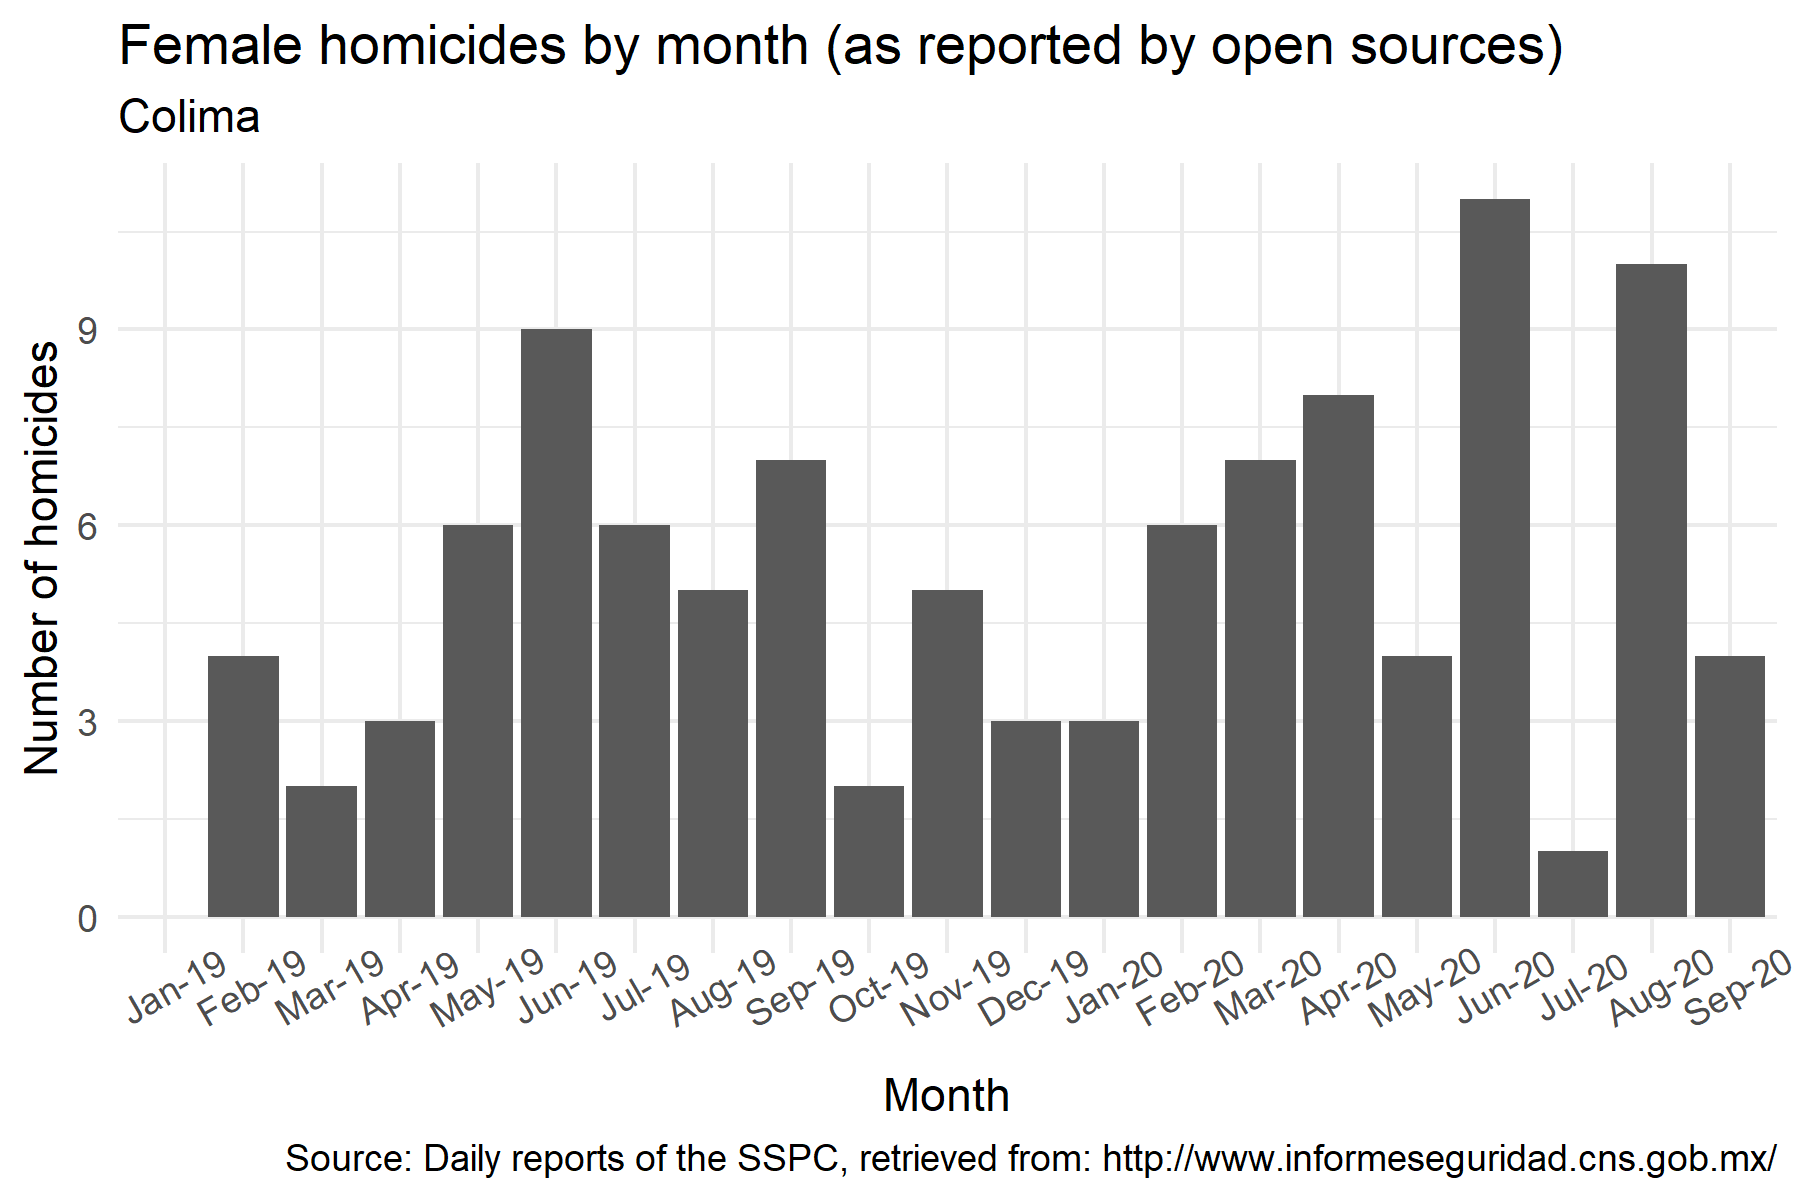 Female homicides by month (as reported by open sources)
Colima
Number of homicides
9
6
3
0
Jan-19
Feb-19
Mar-19
Apr-19
May-19
Jun-19
Jul-19
Aug-19
Sep-19
Oct-19
Nov-19
Dec-19
Jan-20
Feb-20
Mar-20
Apr-20
May-20
Jun-20
Jul-20
Aug-20
Sep-20
Month
Source: Daily reports of the SSPC, retrieved from: http://www.informeseguridad.cns.gob.mx/